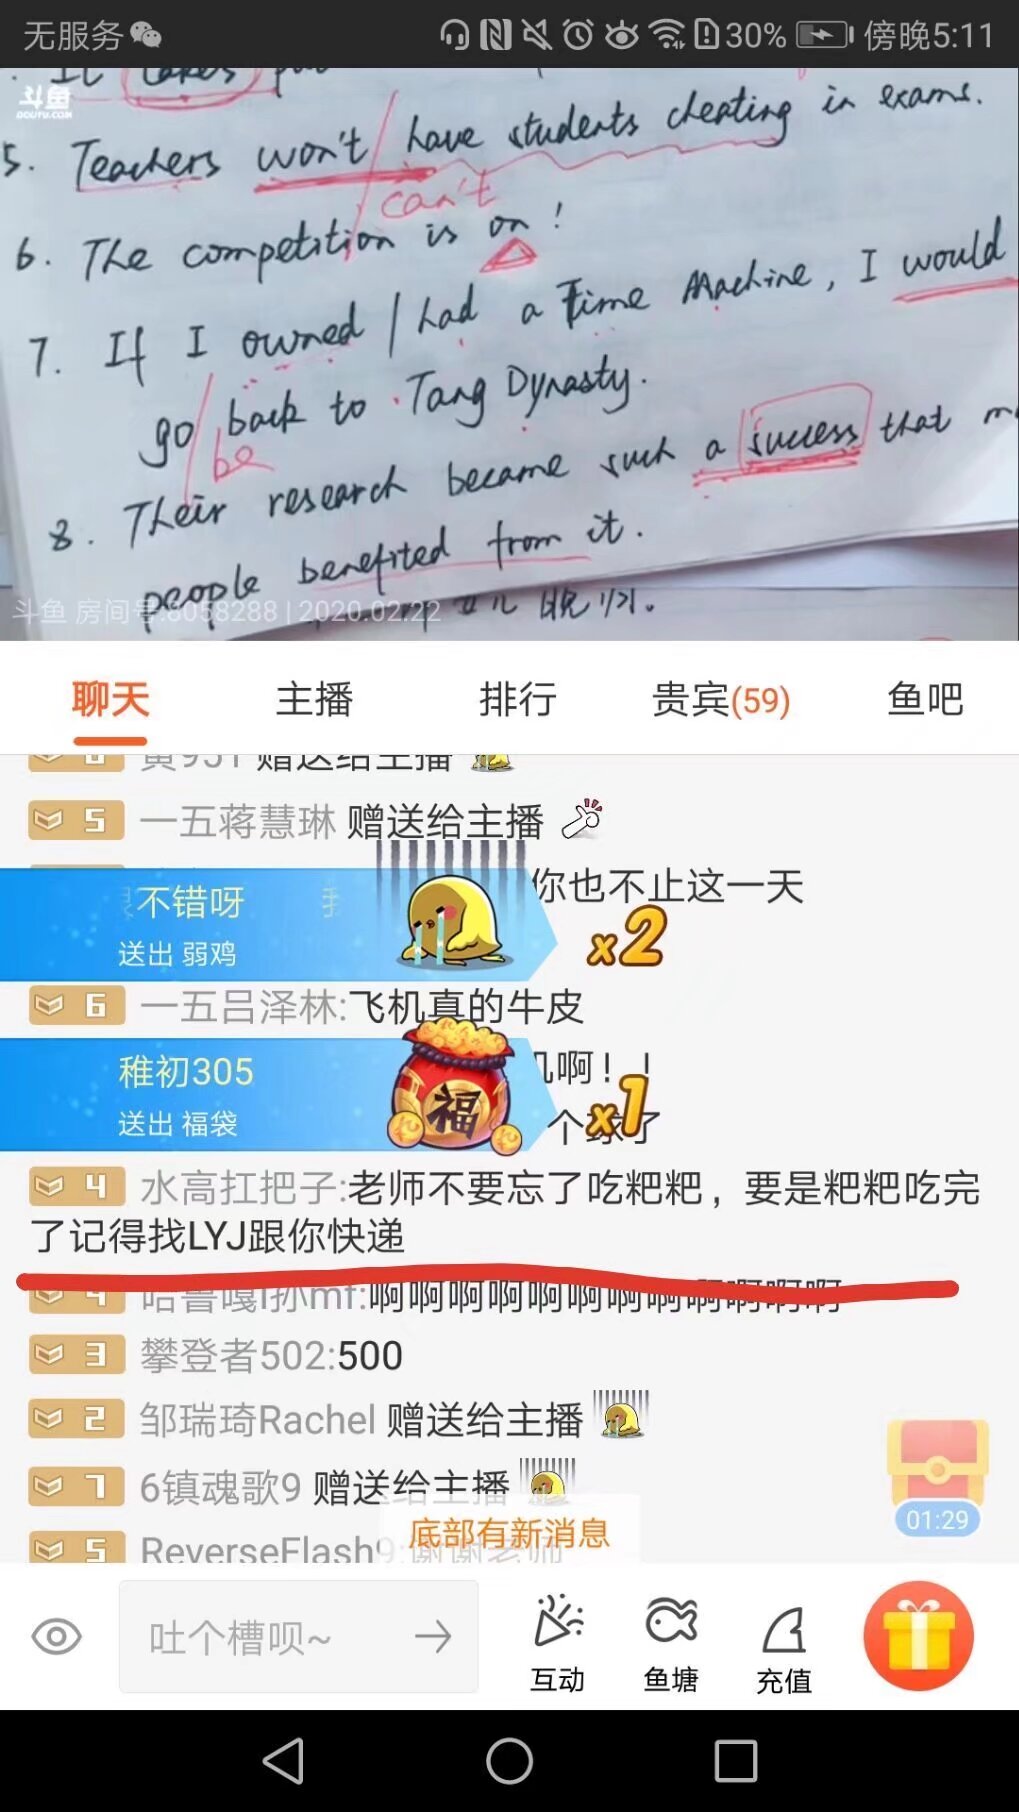 无服务
30%
傍晚5:11
斗鱼
DOUYU.COM
It takes
5. Teachers won't have students cheating in exams.
can't
6. The competition is on!
7. If I owned / had a Time Machine, I would
go back to Tang Dynasty.
be
8. Their research became such a success that
people benefited from it.
斗鱼 房间号:8058288 | 2020.02.22
聊天 主播 排行 贵宾(59) 鱼吧
赠送给主播
5 一五蒋慧琳 赠送给主播
你也不止这一天
不错呀
送出 弱鸡
x2
6 一五吕泽林:飞机真的牛皮
机啊!!
稚初305
送出 福袋
福
x1
4 水高扛把子:老师不要忘了吃粑粑，要是粑粑吃完
了记得找LYJ跟你快递
4 啊啊啊啊啊啊啊啊啊啊啊啊
3 攀登者502:500
2 邹瑞琦Rachel 赠送给主播
7 6镇魂歌9 赠送给主播
5 ReverseFlash9:谢谢老师
底部有新消息
01:29
吐个槽呗~
互动 鱼塘 充值